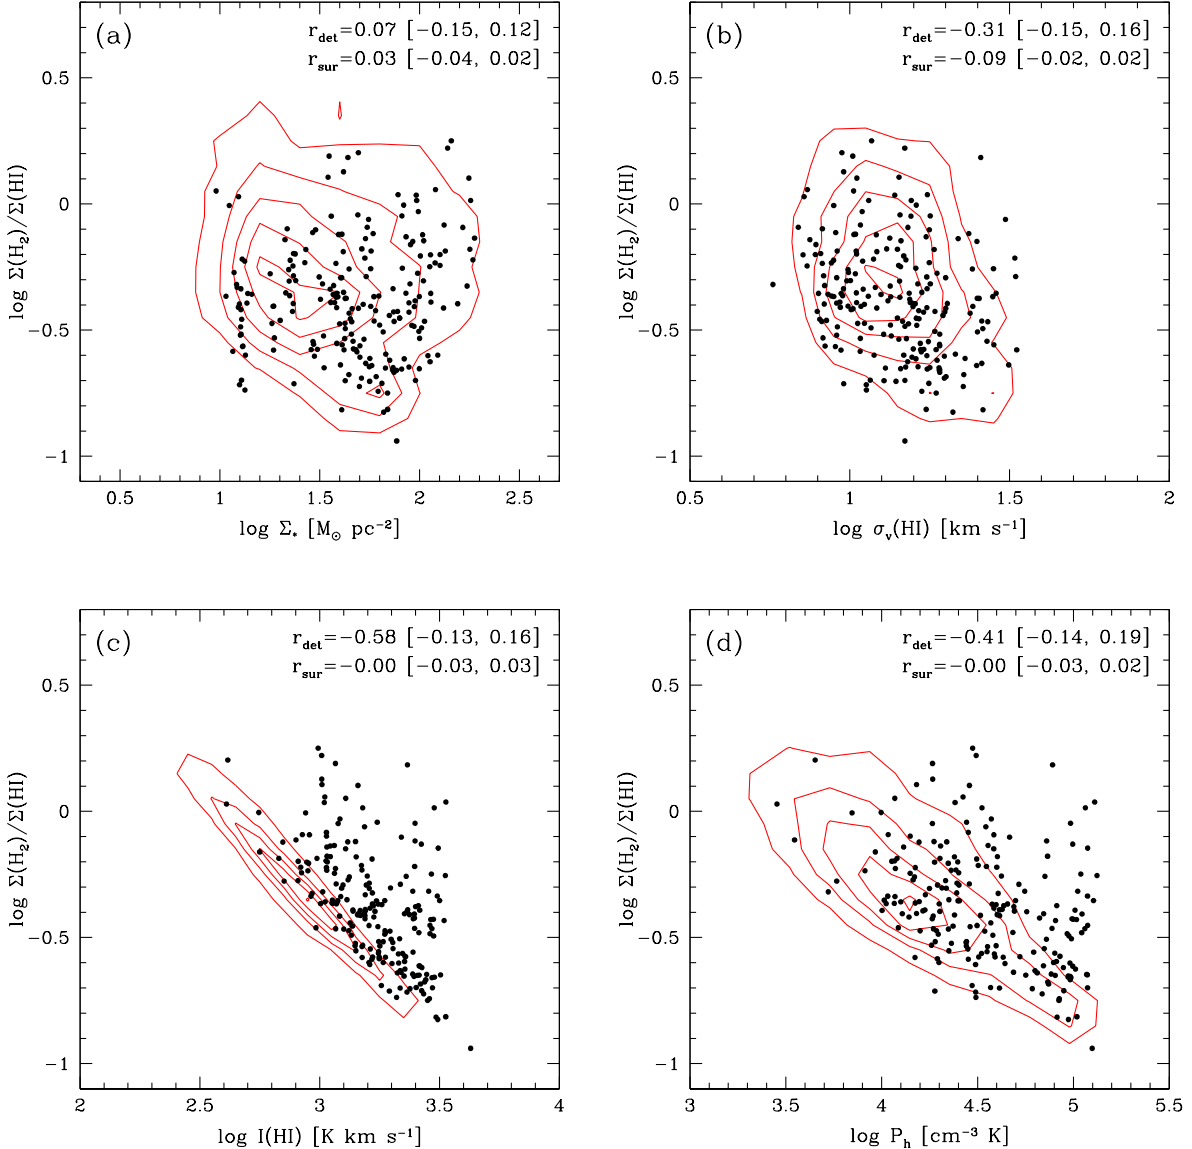 (a)
r_det=0.07 [−0.15, 0.12]
r_sur=0.03 [−0.04, 0.02]
0.5
0
−0.5
−1
log Σ(H₂)/Σ(HI)
0.5 1 1.5 2 2.5
log Σ_* [M_⊙ pc⁻²]
(b)
r_det=−0.31 [−0.15, 0.16]
r_sur=−0.09 [−0.02, 0.02]
0.5
0
−0.5
−1
log Σ(H₂)/Σ(HI)
0.5 1 1.5 2
log σ_v(HI) [km s⁻¹]
(c)
r_det=−0.58 [−0.13, 0.16]
r_sur=−0.00 [−0.03, 0.03]
0.5
0
−0.5
−1
log Σ(H₂)/Σ(HI)
2 2.5 3 3.5 4
log I(HI) [K km s⁻¹]
(d)
r_det=−0.41 [−0.14, 0.19]
r_sur=−0.00 [−0.03, 0.02]
0.5
0
−0.5
−1
log Σ(H₂)/Σ(HI)
3 3.5 4 4.5 5 5.5
log P_h [cm⁻³ K]